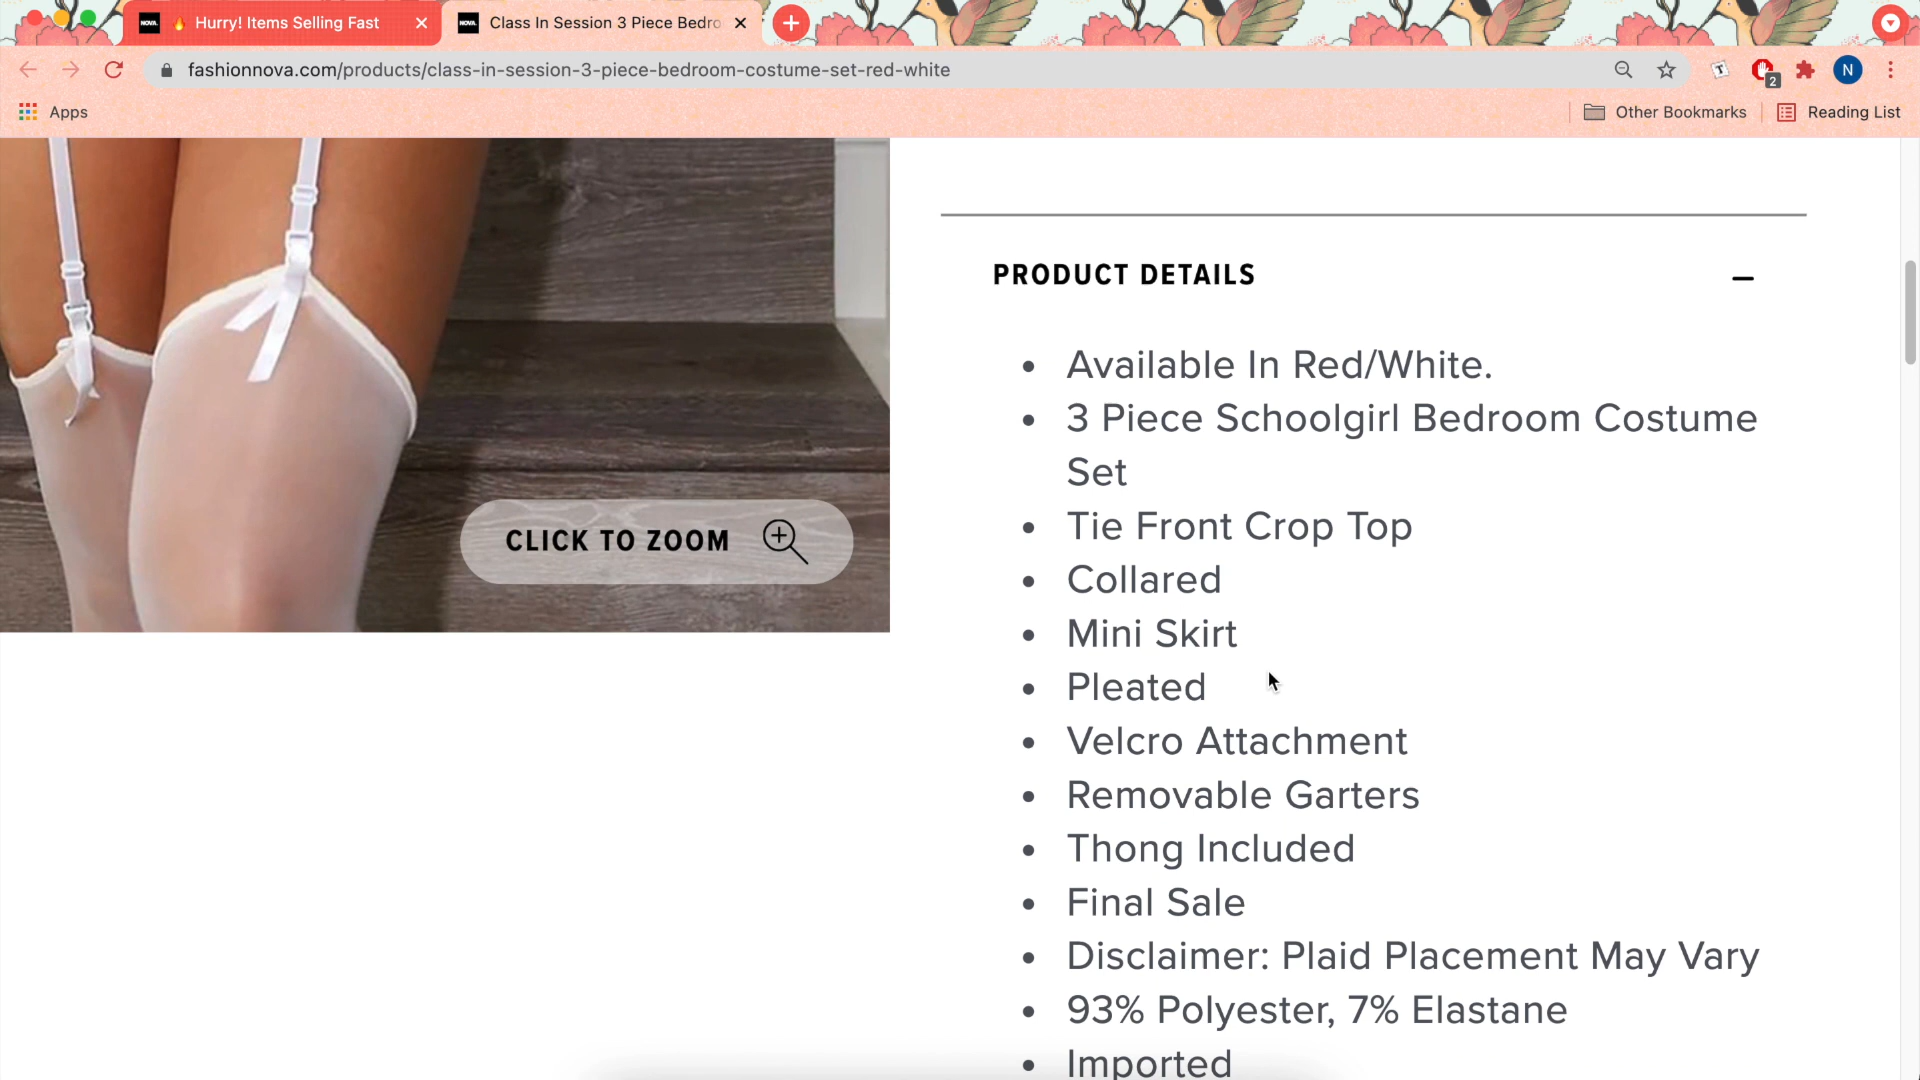 NOVA. 🔥 Hurry! Items Selling Fast
NOVA. Class In Session 3 Piece Bedro
fashionnova.com/products/class-in-session-3-piece-bedroom-costume-set-red-white
T
2
N
Apps
Other Bookmarks
Reading List
PRODUCT DETAILS
• Available In Red/White.
• 3 Piece Schoolgirl Bedroom Costume
Set
• Tie Front Crop Top
• Collared
• Mini Skirt
• Pleated
• Velcro Attachment
• Removable Garters
• Thong Included
• Final Sale
• Disclaimer: Plaid Placement May Vary
• 93% Polyester, 7% Elastane
• Imported
CLICK TO ZOOM